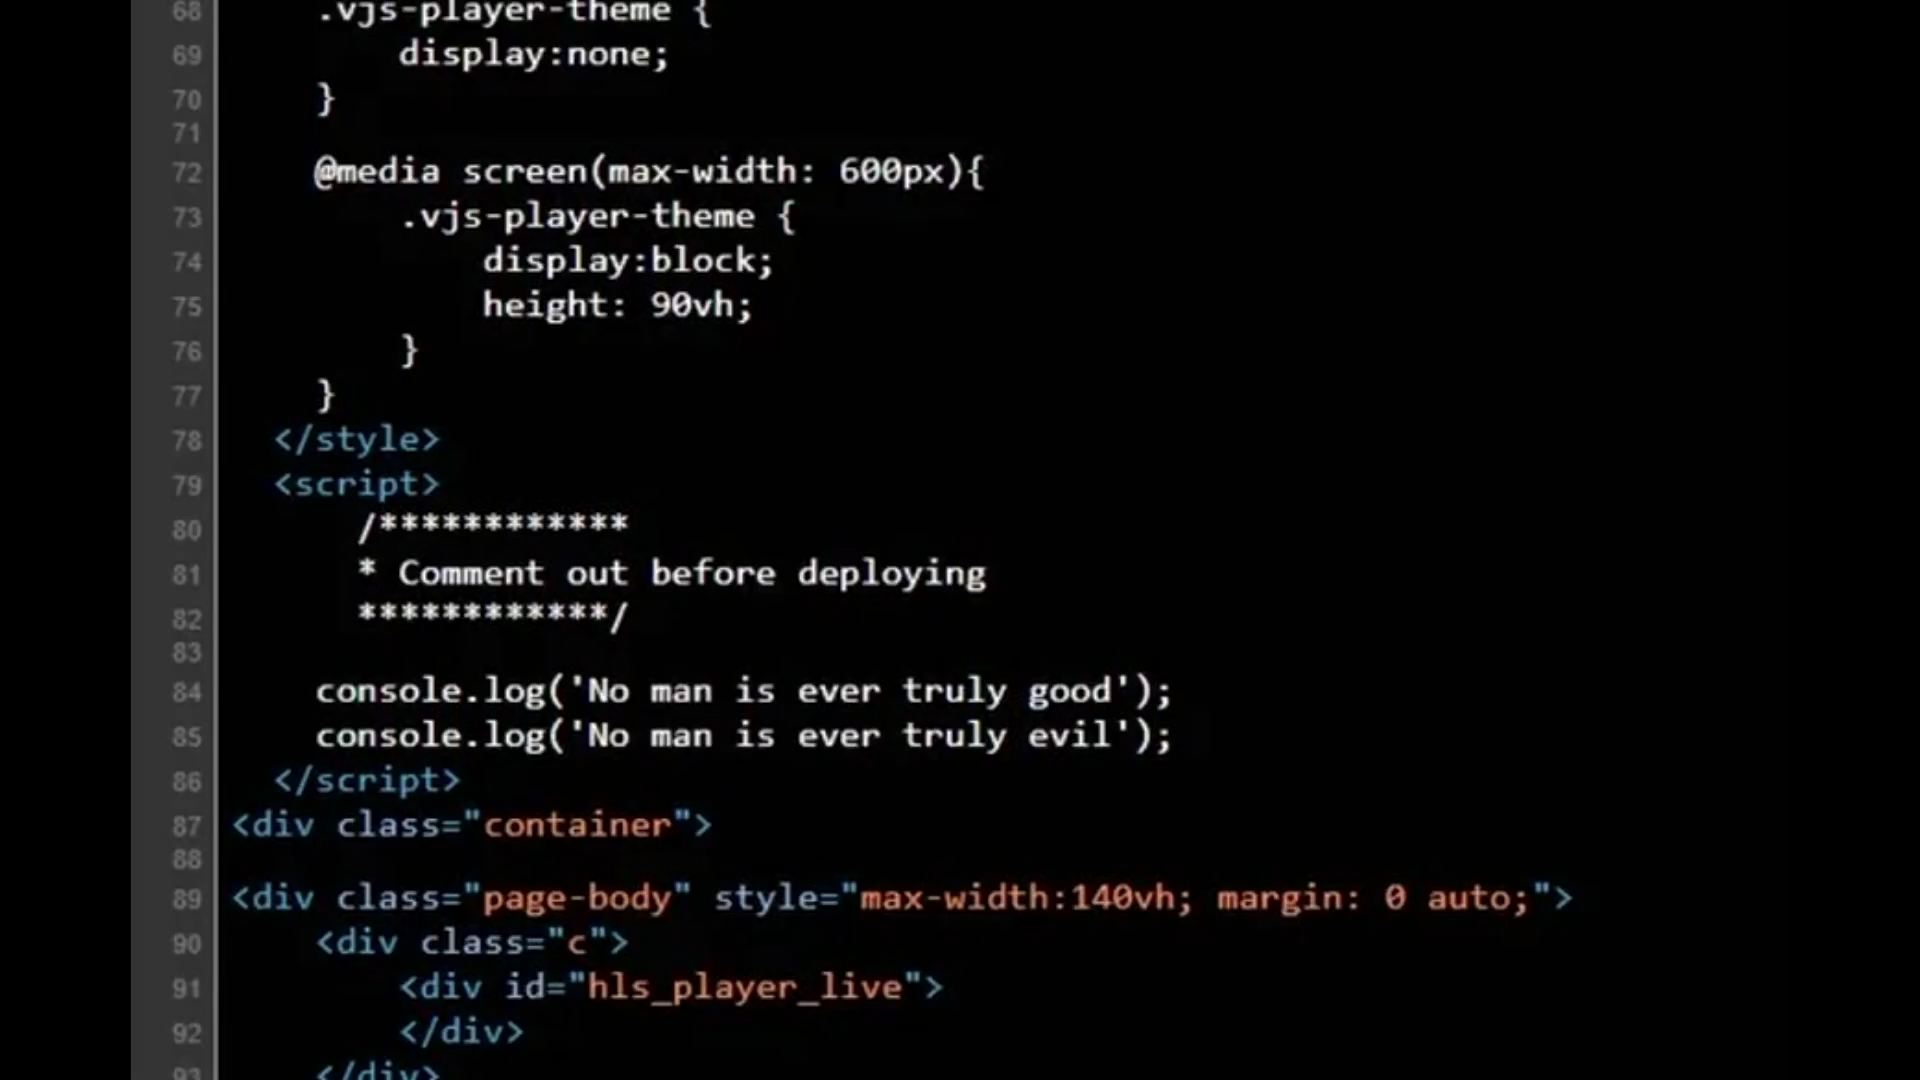 68 .vjs-player-theme {
69 display:none;
70 }
71
72 @media screen(max-width: 600px){
73 .vjs-player-theme {
74 display:block;
75 height: 90vh;
76 }
77 }
78 </style>
79 <script>
80 /************
81 * Comment out before deploying
82 ************/
83
84 console.log('No man is ever truly good');
85 console.log('No man is ever truly evil');
86 </script>
87 <div class="container">
88
89 <div class="page-body" style="max-width:140vh; margin: 0 auto;">
90 <div class="c">
91 <div id="hls_player_live">
92 </div>
93 </div>